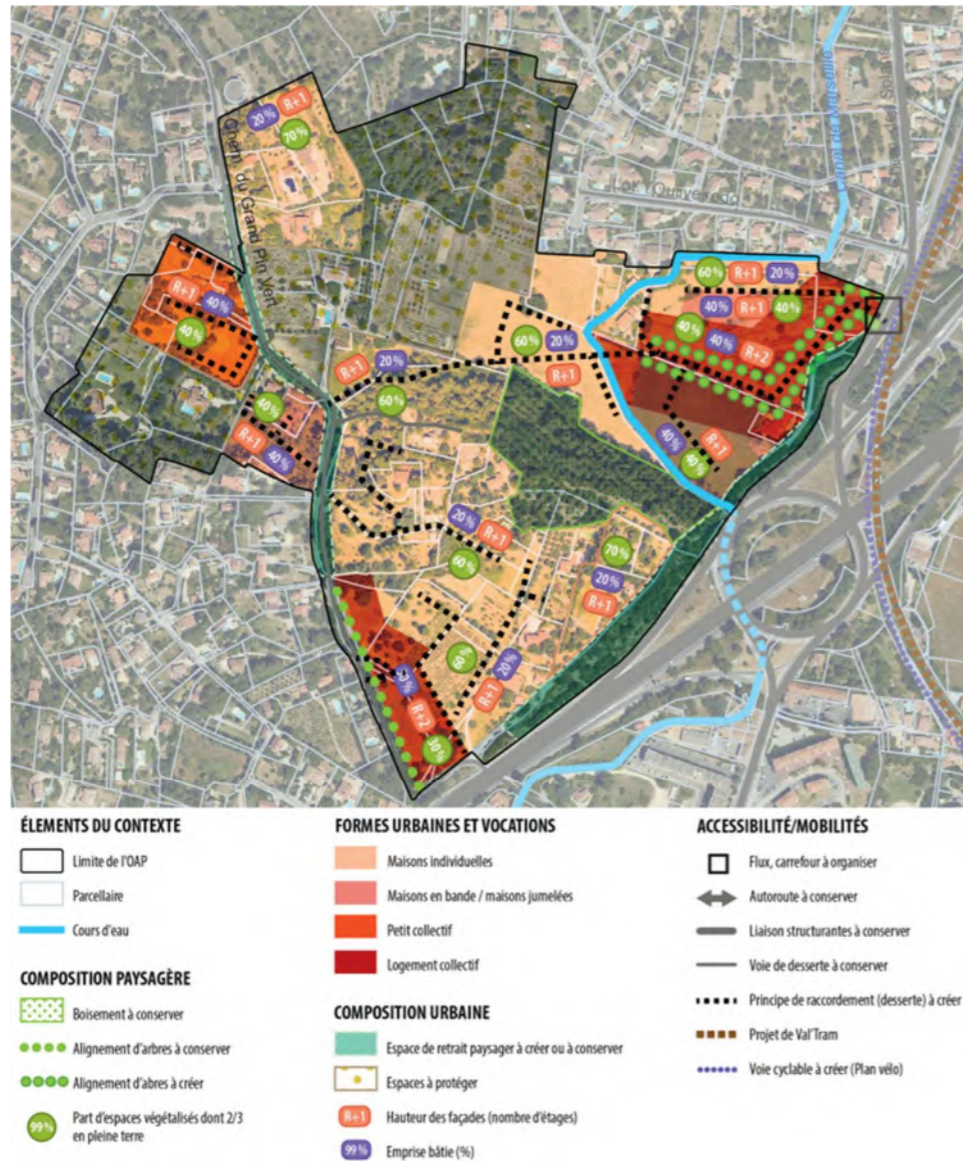 20% R+1
70%
Chemin du Grand Pin Vert
Canal de Marseille
R+1 40%
40%
60% R+1 20%
40% R+1 40%
40% 40% R+2
R+1 20%
60%
60% 20%
R+1
40%
R+1 40%
R+1
40% 40%
20% R+1
60%
70%
20%
R+1
60%
R+1 20%
R+2
30%
ÉLEMENTS DU CONTEXTE
Limite de l'OAP
Parcellaire
Cours d'eau
COMPOSITION PAYSAGÈRE
Boisement à conserver
Alignement d'arbres à conserver
Alignement d'abres à créer
99% Part d'espaces végétalisés dont 2/3
en pleine terre
FORMES URBAINES ET VOCATIONS
Maisons individuelles
Maisons en bande / maisons jumelées
Petit collectif
Logement collectif
COMPOSITION URBAINE
Espace de retrait paysager à créer ou à conserver
Espaces à protéger
R+1 Hauteur des façades (nombre d'étages)
99% Emprise bâtie (%)
ACCESSIBILITÉ/MOBILITÉS
Flux, carrefour à organiser
Autoroute à conserver
Liaison structurantes à conserver
Voie de desserte à conserver
Principe de raccordement (desserte) à créer
Projet de Val'Tram
Voie cyclable à créer (Plan vélo)